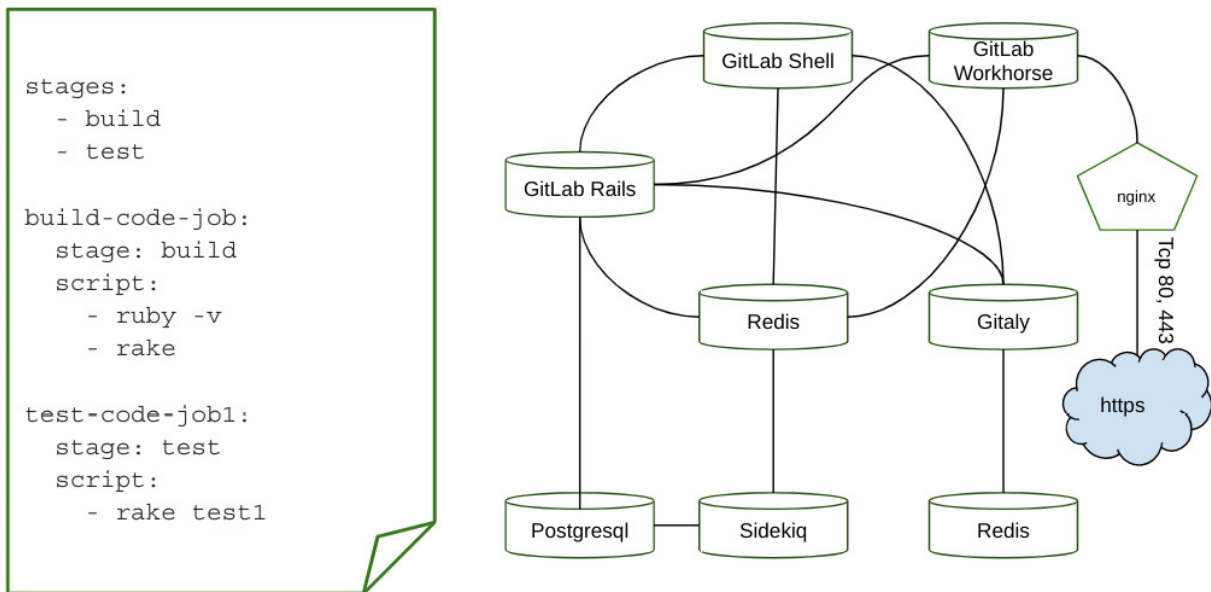 stages:
  - build
  - test
build-code-job:
  stage: build
  script:
    - ruby -v
    - rake
test-code-job1:
  stage: test
  script:
    - rake test1
GitLab Shell
GitLab
Workhorse
GitLab Rails
nginx
Tcp 80, 443
Redis
Gitaly
https
Postgresql
Sidekiq
Redis